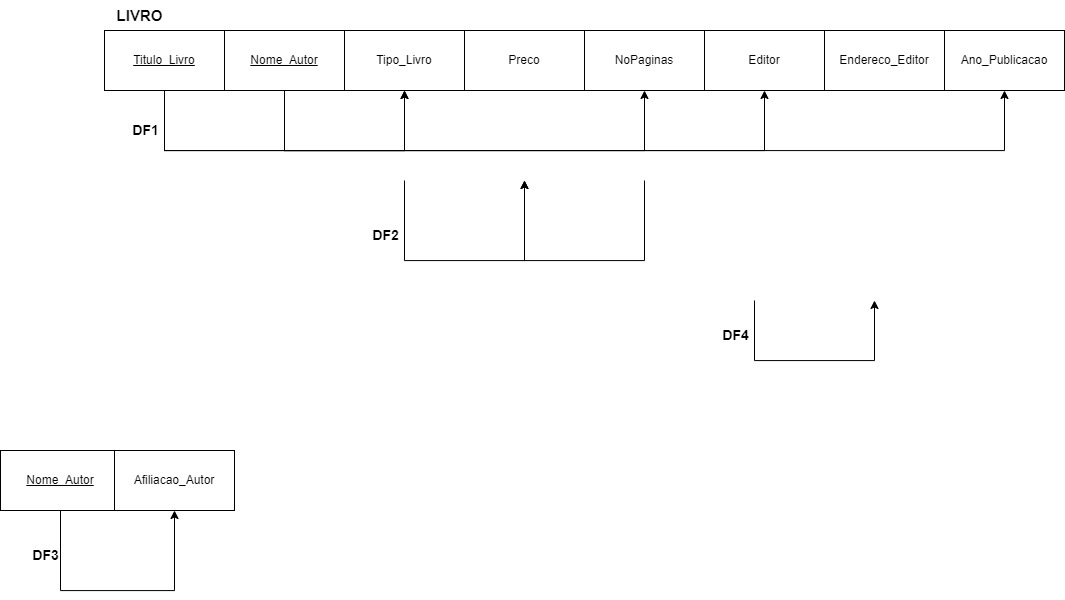 LIVRO
Titulo_Livro Nome_Autor Tipo_Livro Preco NoPaginas Editor Endereco_Editor Ano_Publicacao
DF1
DF2
DF4
Nome_Autor Afiliacao_Autor
DF3